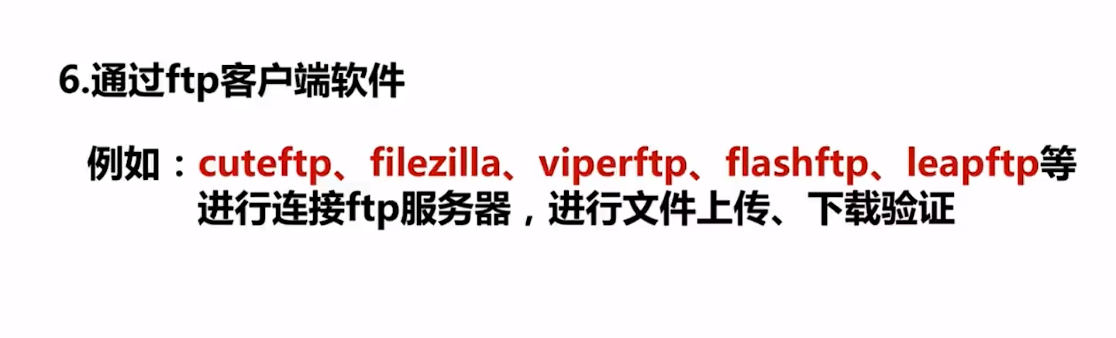 6.通过ftp客户端软件
例如：cuteftp、filezilla、viperftp、flashftp、leapftp等
进行连接ftp服务器，进行文件上传、下载验证